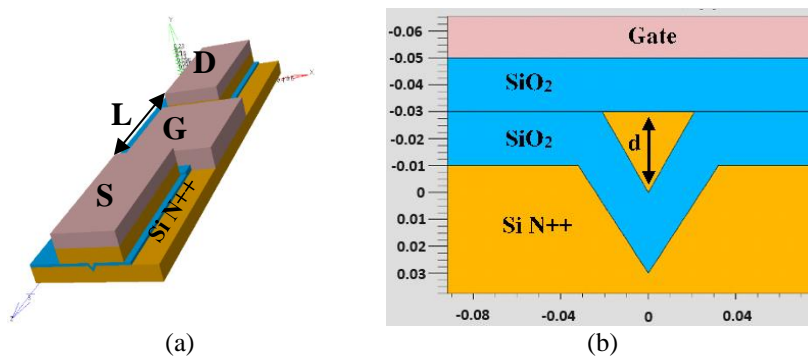 D
L
G
S
Si N++
(a)
-0.06
Gate
-0.05
-0.04
SiO₂
-0.03
-0.02
SiO₂
d
-0.01
0
0.01
Si N++
0.02
0.03
-0.08
-0.04
0
0.04
(b)